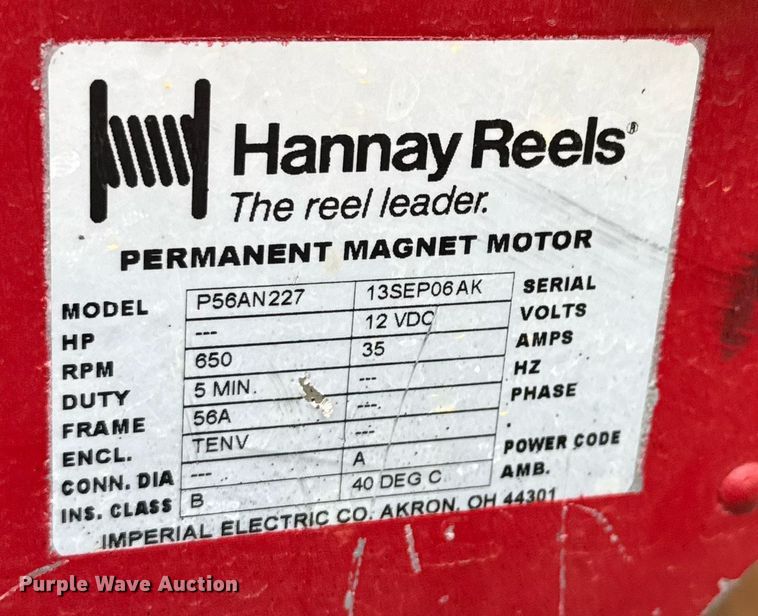 Hannay Reels®
The reel leader.
PERMANENT MAGNET MOTOR
MODEL P56AN227 13SEP06AK SERIAL
HP --- 12 VDC VOLTS
RPM 650 35 AMPS
DUTY 5 MIN. --- HZ
FRAME 56A --- PHASE
ENCL. TENV --- .
CONN. DIA --- A POWER CODE
INS. CLASS B 40 DEG C AMB.
IMPERIAL ELECTRIC CO. AKRON, OH 44301
Purple Wave Auction